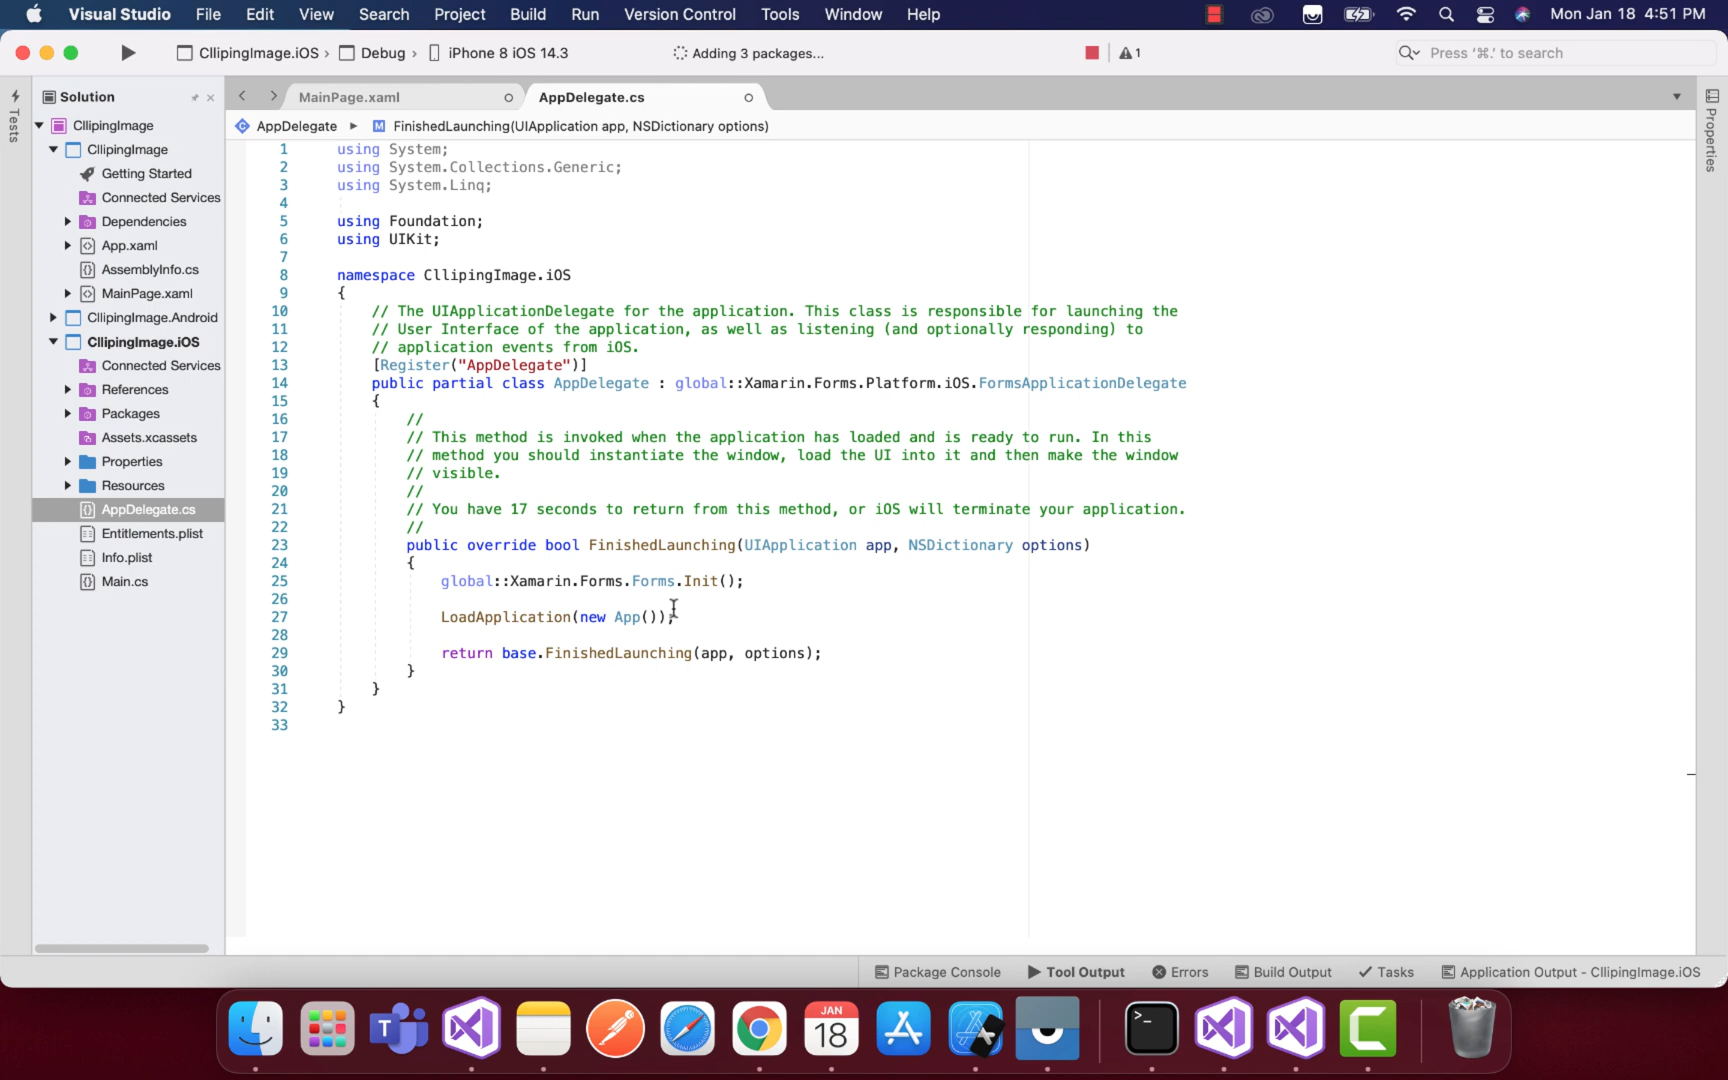 Visual Studio File Edit View Search Project Build Run Version Control Tools Window Help Mon Jan 18 4:51 PM
CllipingImage.iOS › Debug › iPhone 8 iOS 14.3 Adding 3 packages... 1 Press '⌘.' to search
Tests
Solution
CllipingImage
CllipingImage
Getting Started
Connected Services
Dependencies
App.xaml
AssemblyInfo.cs
MainPage.xaml
CllipingImage.Android
CllipingImage.iOS
Connected Services
References
Packages
Assets.xcassets
Properties
Resources
AppDelegate.cs
Entitlements.plist
Info.plist
Main.cs
MainPage.xaml AppDelegate.cs
AppDelegate ▸ M FinishedLaunching(UIApplication app, NSDictionary options)
1 using System;
2 using System.Collections.Generic;
3 using System.Linq;
4
5 using Foundation;
6 using UIKit;
7
8 namespace CllipingImage.iOS
9 {
10 // The UIApplicationDelegate for the application. This class is responsible for launching the
11 // User Interface of the application, as well as listening (and optionally responding) to
12 // application events from iOS.
13 [Register("AppDelegate")]
14 public partial class AppDelegate : global::Xamarin.Forms.Platform.iOS.FormsApplicationDelegate
15 {
16 //
17 // This method is invoked when the application has loaded and is ready to run. In this
18 // method you should instantiate the window, load the UI into it and then make the window
19 // visible.
20 //
21 // You have 17 seconds to return from this method, or iOS will terminate your application.
22 //
23 public override bool FinishedLaunching(UIApplication app, NSDictionary options)
24 {
25 global::Xamarin.Forms.Forms.Init();
26
27 LoadApplication(new App());
28
29 return base.FinishedLaunching(app, options);
30 }
31 }
32 }
33
Properties
Package Console Tool Output Errors Build Output Tasks Application Output - CllipingImage.iOS
T
JAN
18
>_
C